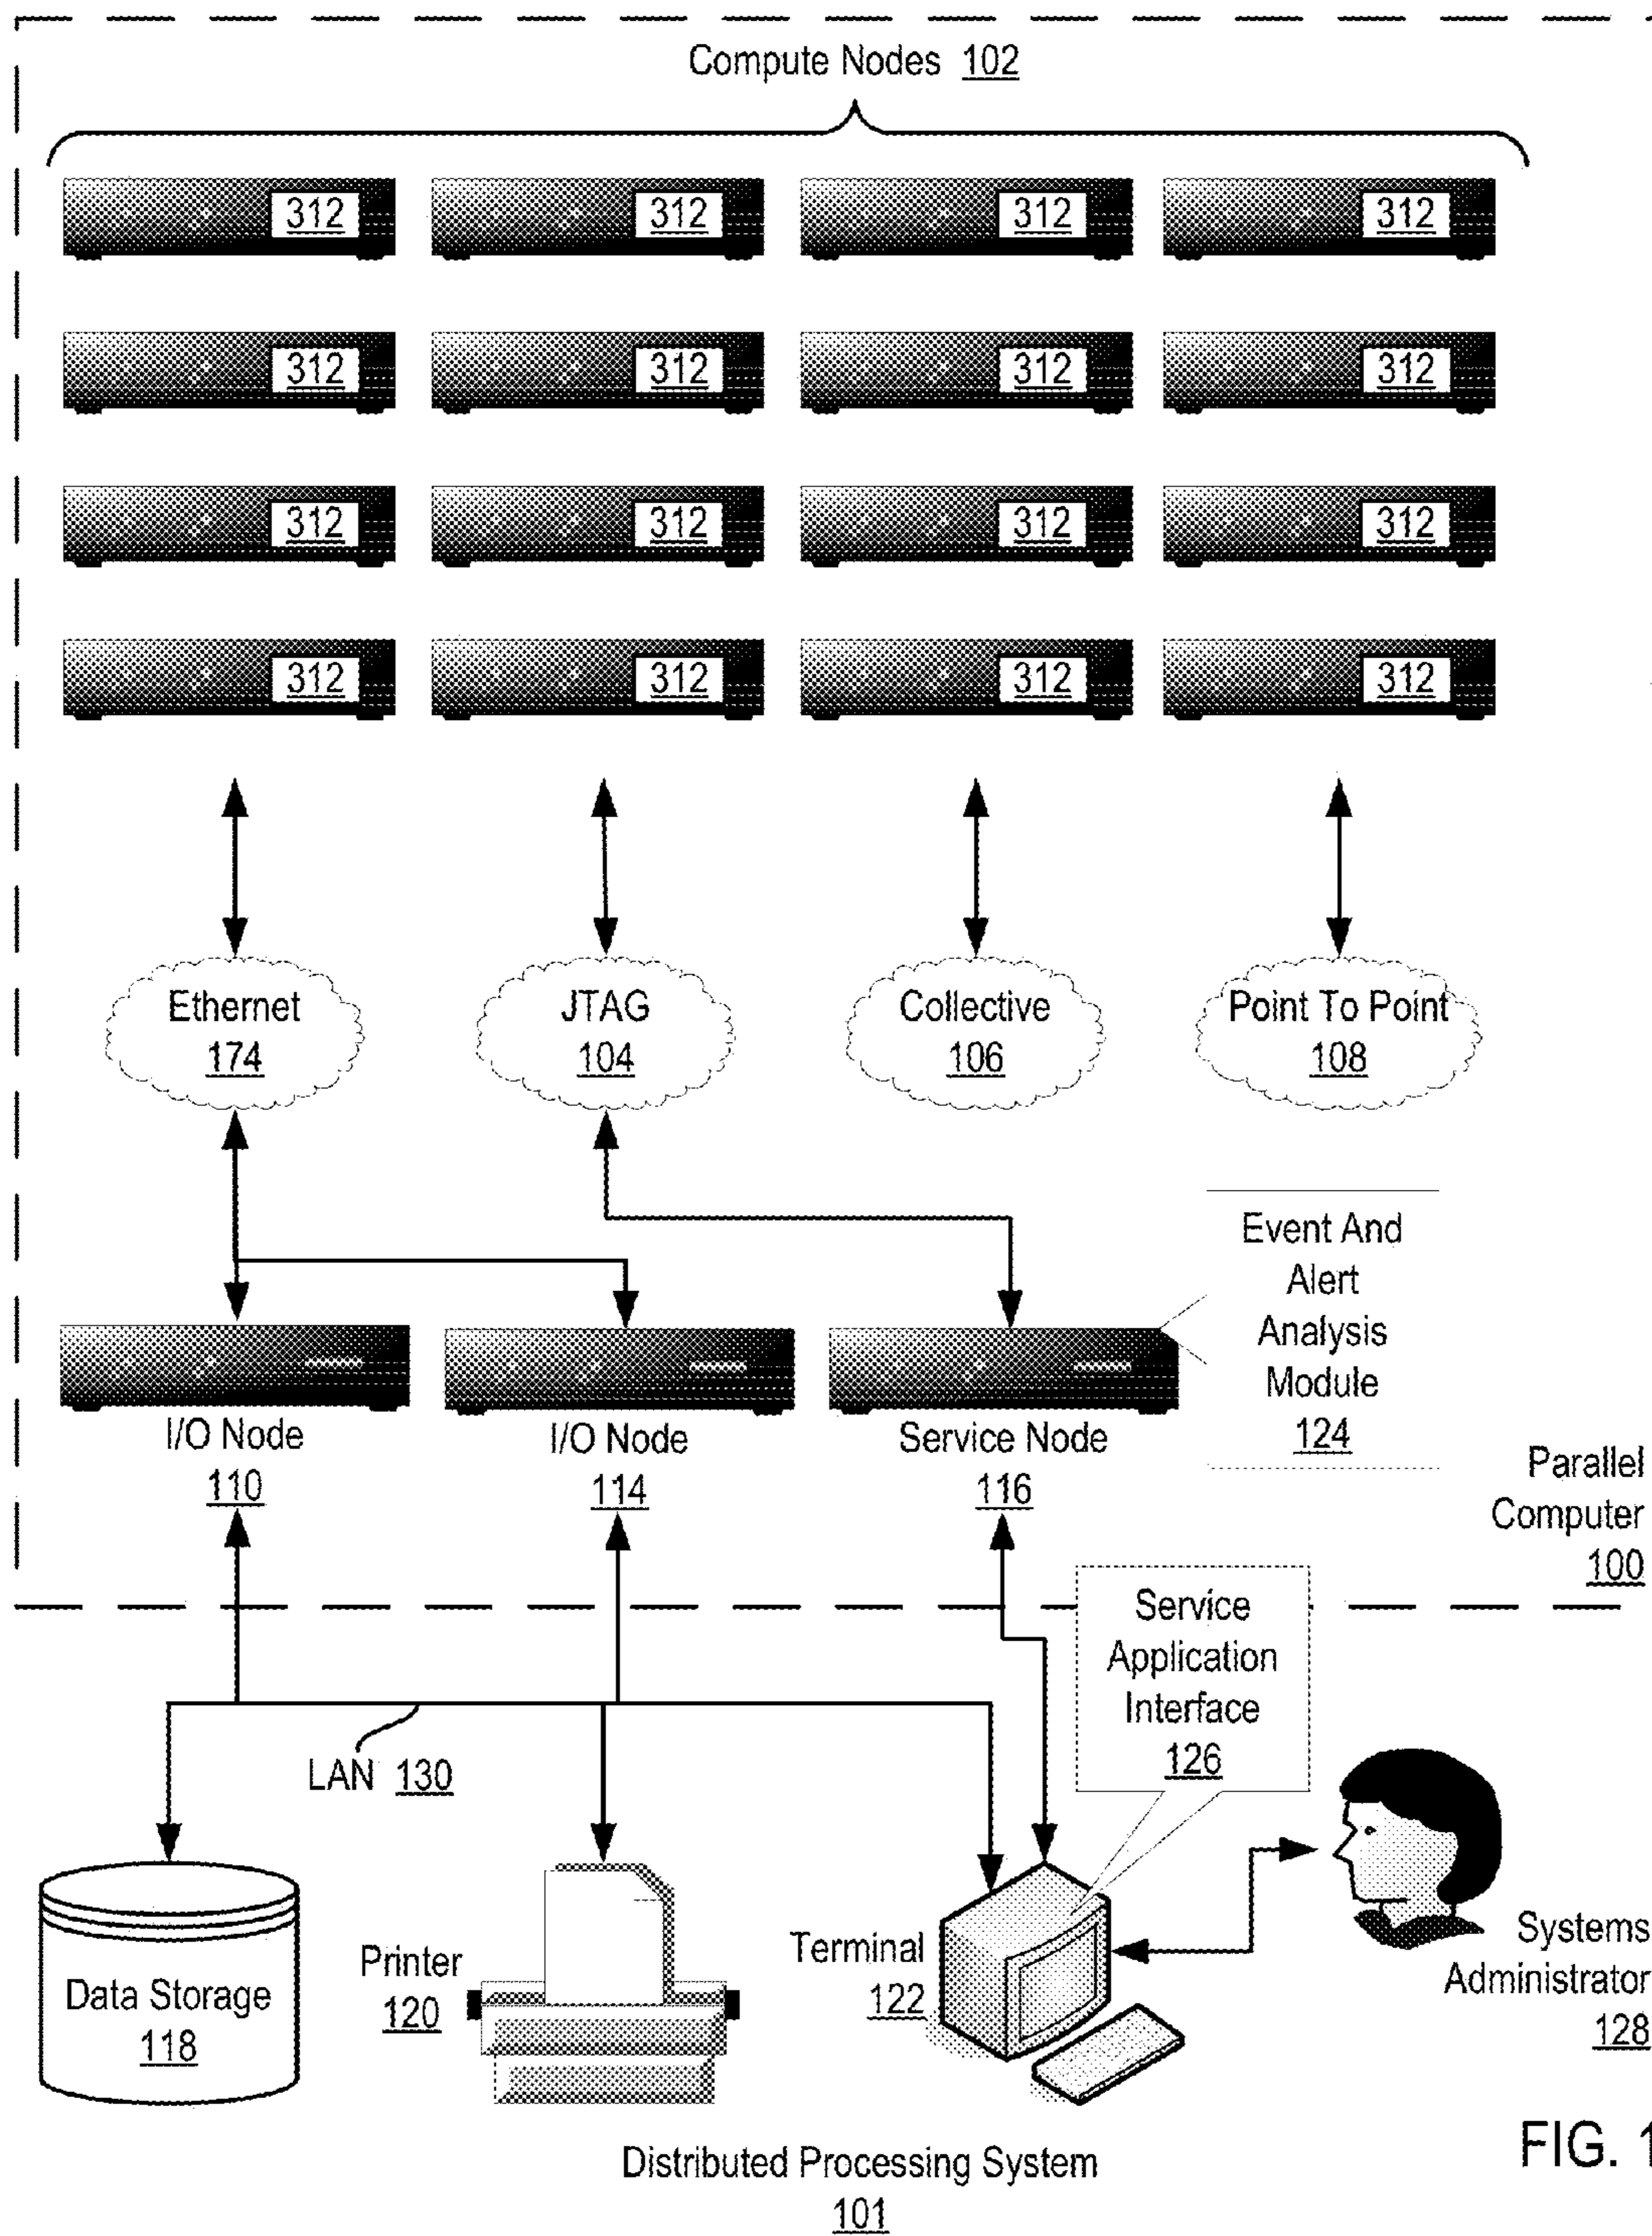 Compute Nodes 102
312 312 312 312
312 312 312 312
312 312 312 312
312 312 312 312
Ethernet
174
JTAG
104
Collective
106
Point To Point
108
Event And
Alert
Analysis
Module
124
I/O Node
110
I/O Node
114
Service Node
116
Parallel
Computer
100
Service
Application
Interface
126
LAN 130
Data Storage
118
Printer
120
Terminal
122
Systems
Administrator
128
FIG. 1
Distributed Processing System
101